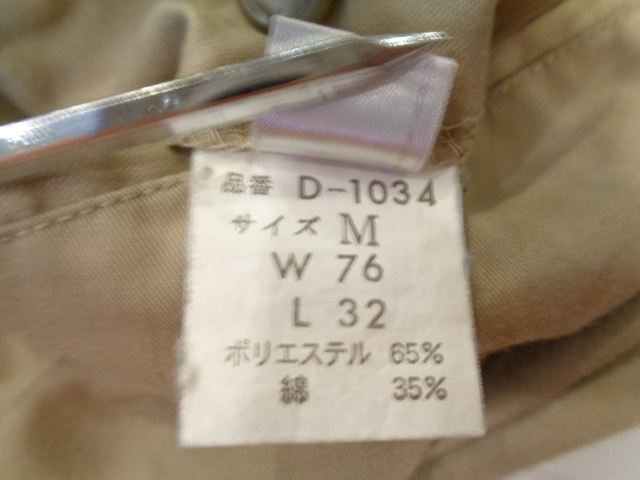 品番 D-1034
サイズ M
W 76
L 32
ポリエステル 65%
綿 35%